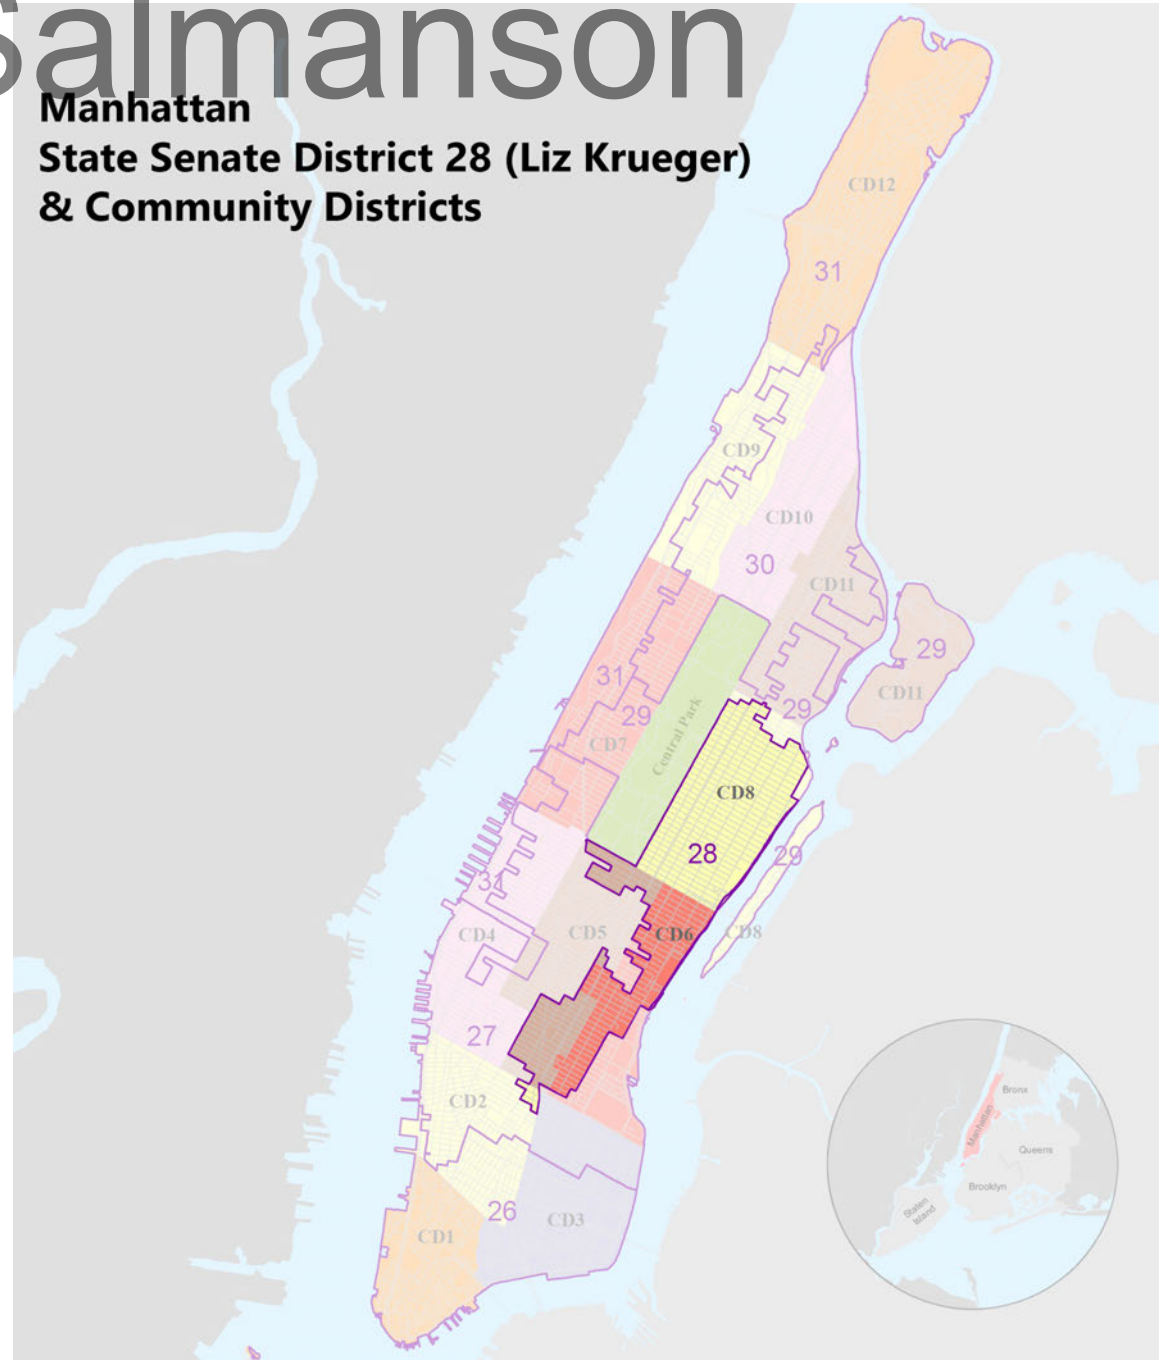 Salmanson
Manhattan
State Senate District 28 (Liz Krueger)
& Community Districts
CD12
31
CD9
CD10
30
CD11
29
CD11
31
29
29
CD7
Central Park
CD8
28
29
31
CD4
CD5
CD6
CD8
27
CD2
26
CD3
CD1
Bronx
Manhattan
Queens
Brooklyn
Staten
Island